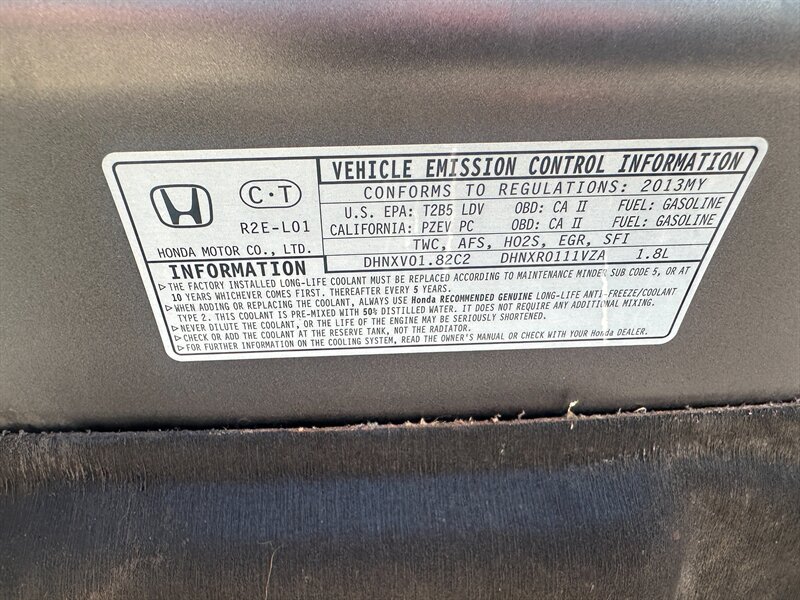 VEHICLE EMISSION CONTROL INFORMATION
C·T
R2E-L01
HONDA MOTOR CO., LTD.
CONFORMS TO REGULATIONS: 2013MY
U.S. EPA: T2B5 LDV OBD: CA II FUEL: GASOLINE
CALIFORNIA: PZEV PC OBD: CA II FUEL: GASOLINE
TWC, AFS, HO2S, EGR, SFI
DHNXV01.82C2 DHNXR0111VZA 1.8L
INFORMATION
▷THE FACTORY INSTALLED LONG-LIFE COOLANT MUST BE REPLACED ACCORDING TO MAINTENANCE MINDER SUB CODE 5, OR AT
10 YEARS WHICHEVER COMES FIRST. THEREAFTER EVERY 5 YEARS.
▷WHEN ADDING OR REPLACING THE COOLANT, ALWAYS USE Honda RECOMMENDED GENUINE LONG-LIFE ANTI-FREEZE/COOLANT
TYPE 2. THIS COOLANT IS PRE-MIXED WITH 50% DISTILLED WATER. IT DOES NOT REQUIRE ANY ADDITIONAL MIXING.
▷NEVER DILUTE THE COOLANT, OR THE LIFE OF THE ENGINE MAY BE SERIOUSLY SHORTENED.
▷CHECK OR ADD THE COOLANT AT THE RESERVE TANK, NOT THE RADIATOR.
▷FOR FURTHER INFORMATION ON THE COOLING SYSTEM, READ THE OWNER'S MANUAL OR CHECK WITH YOUR Honda DEALER.